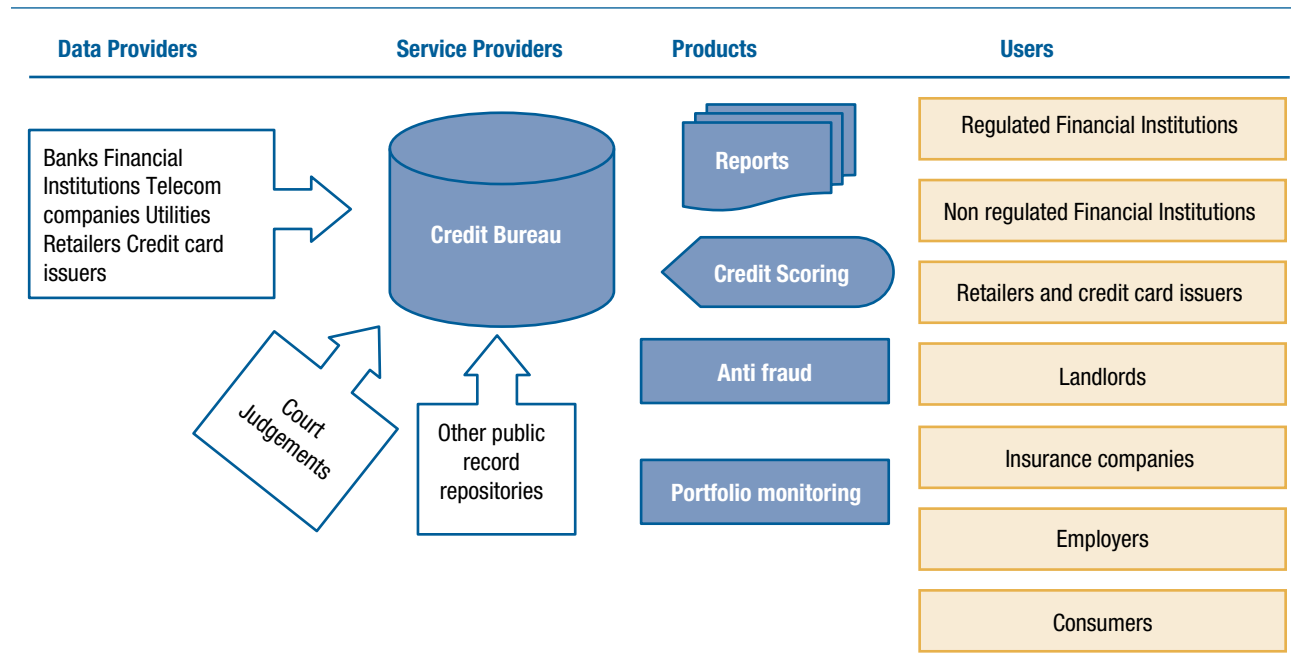 Data Providers
Service Providers
Products
Users
Banks Financial
Institutions Telecom
companies Utilities
Retailers Credit card
issuers
Court
Judgements
Other public
record
repositories
Credit Bureau
Reports
Credit Scoring
Anti fraud
Portfolio monitoring
Regulated Financial Institutions
Non regulated Financial Institutions
Retailers and credit card issuers
Landlords
Insurance companies
Employers
Consumers